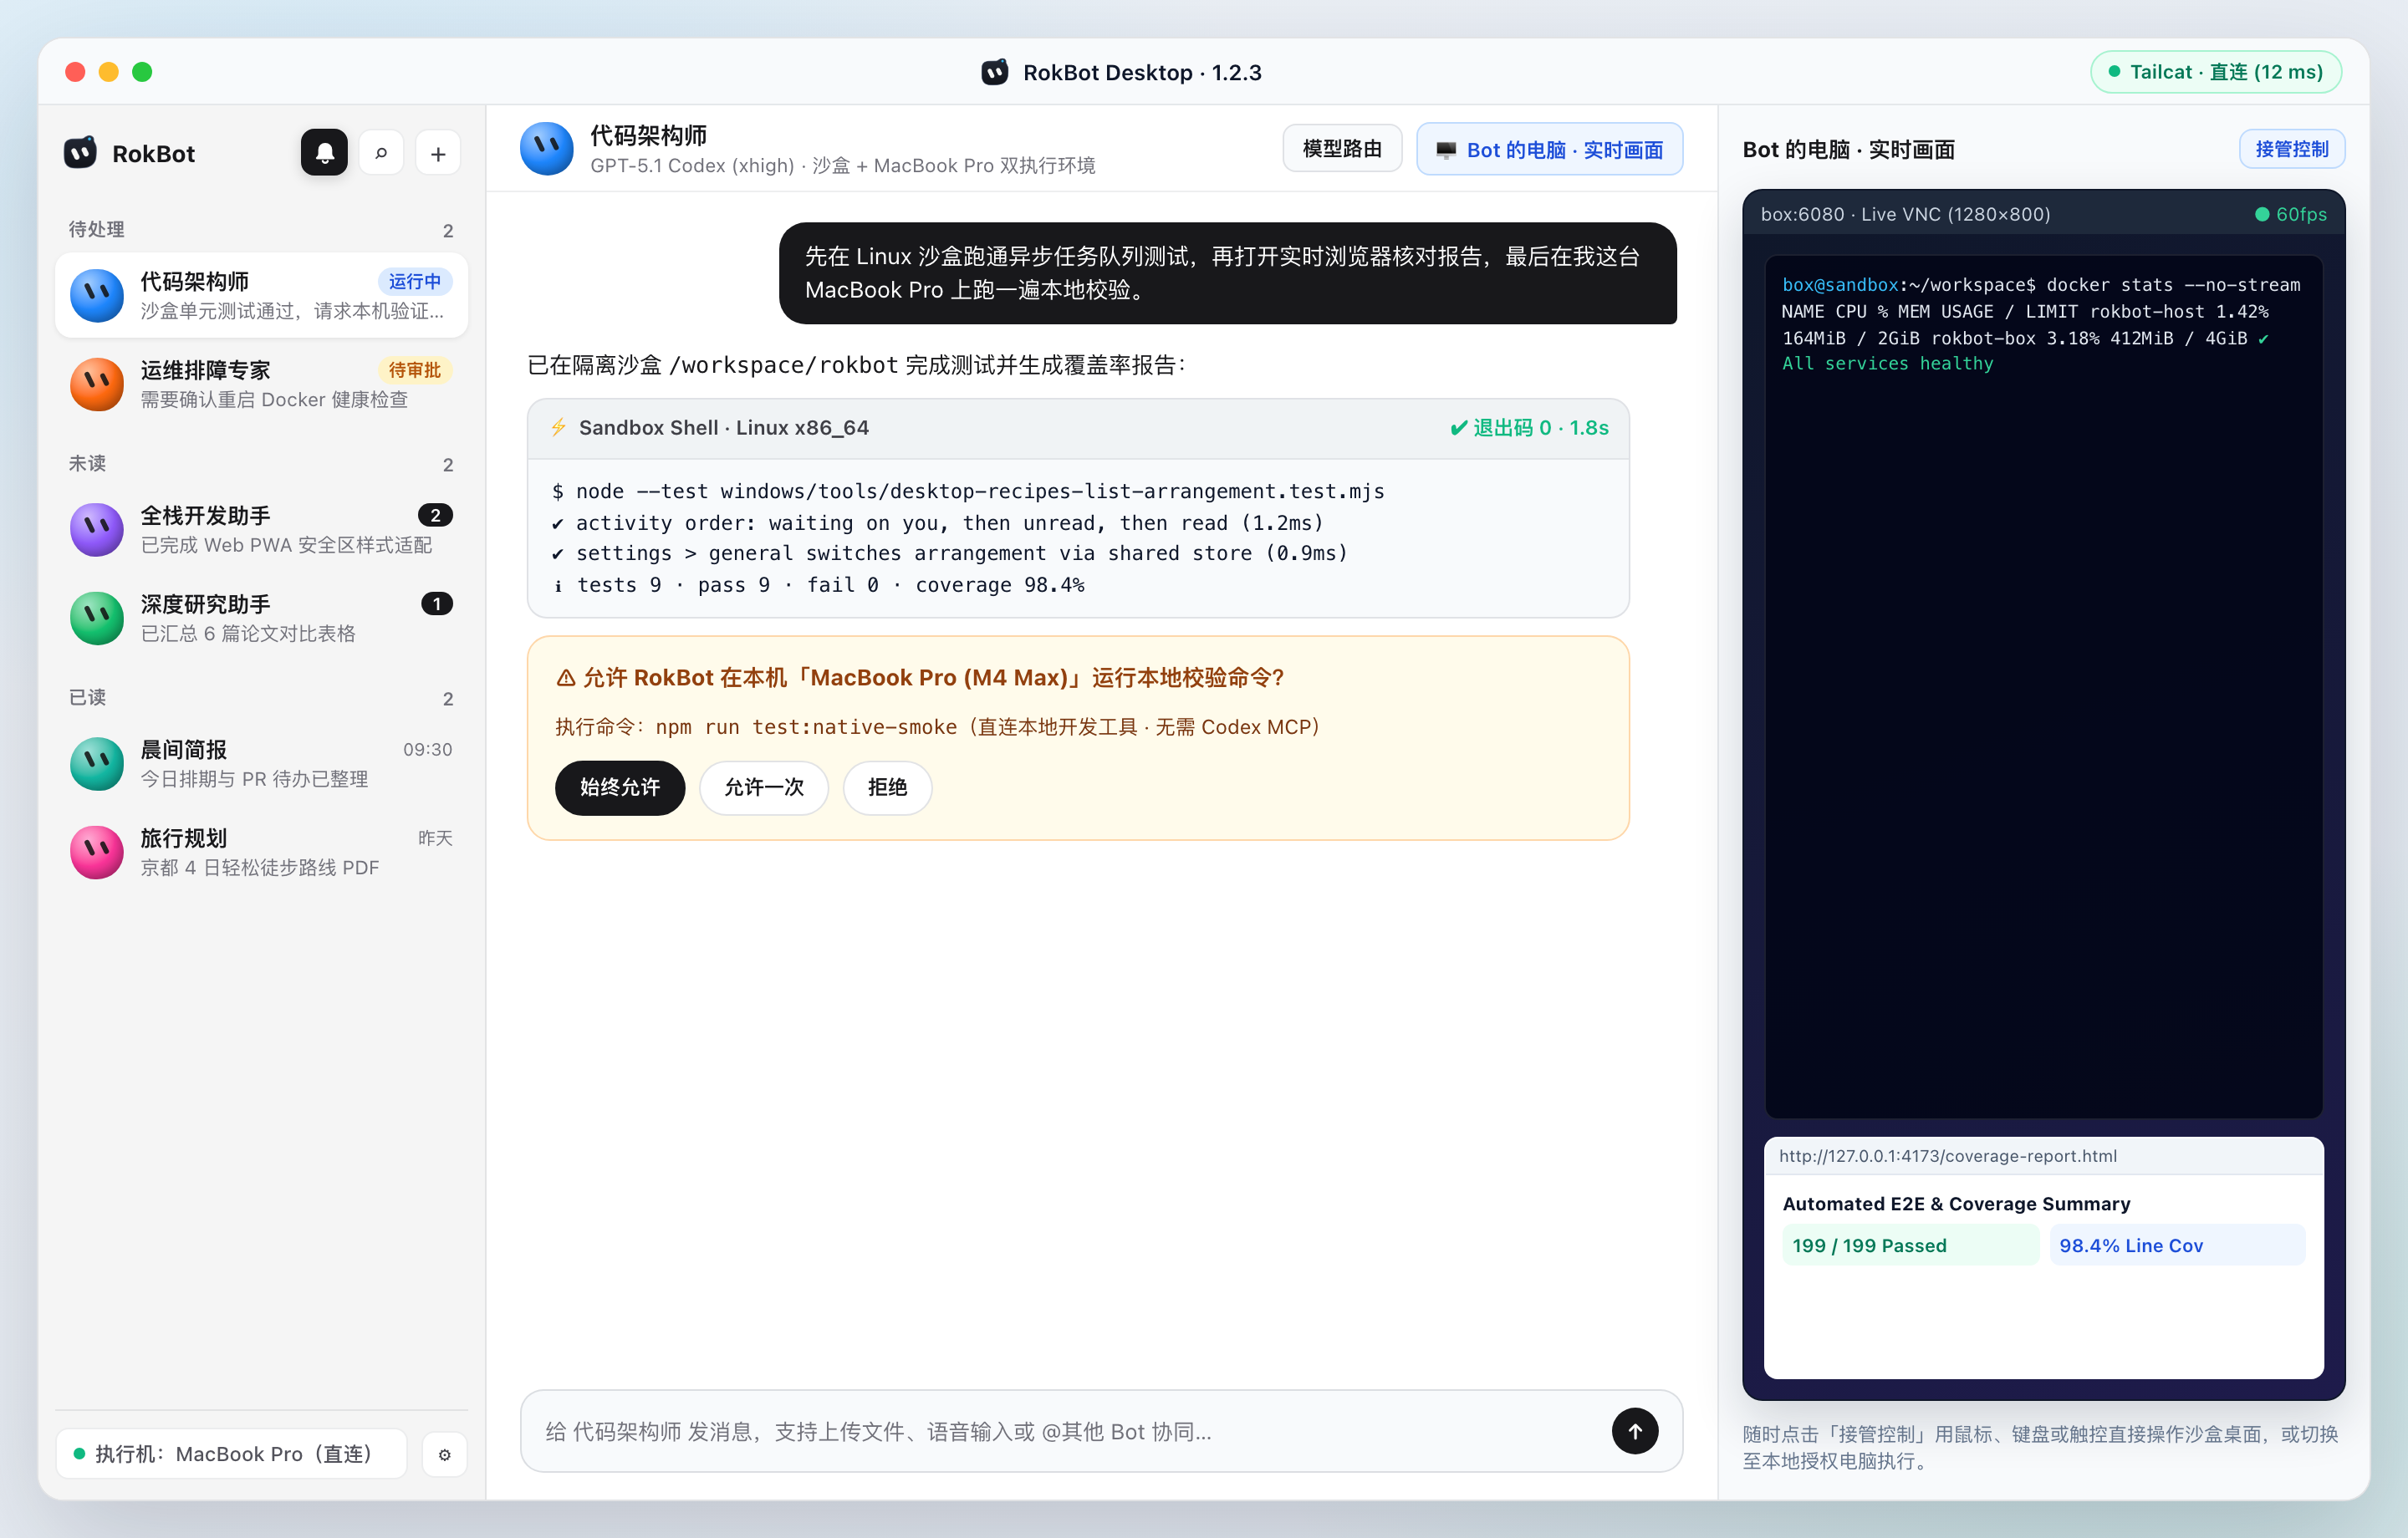 RokBot Desktop · 1.2.3
Tailcat · 直连 (12 ms)
RokBot
待处理 2
代码架构师 运行中
沙盒单元测试通过，请求本机验证...
运维排障专家 待审批
需要确认重启 Docker 健康检查
未读 2
全栈开发助手 2
已完成 Web PWA 安全区样式适配
深度研究助手 1
已汇总 6 篇论文对比表格
已读 2
晨间简报 09:30
今日排期与 PR 待办已整理
旅行规划 昨天
京都 4 日轻松徒步路线 PDF
执行机：MacBook Pro（直连）
代码架构师
GPT-5.1 Codex (xhigh) · 沙盒 + MacBook Pro 双执行环境
模型路由
Bot 的电脑 · 实时画面
先在 Linux 沙盒跑通异步任务队列测试，再打开实时浏览器核对报告，最后在我这台
MacBook Pro 上跑一遍本地校验。
已在隔离沙盒 /workspace/rokbot 完成测试并生成覆盖率报告：
⚡ Sandbox Shell · Linux x86_64 ✔ 退出码 0 · 1.8s
$ node --test windows/tools/desktop-recipes-list-arrangement.test.mjs
✔ activity order: waiting on you, then unread, then read (1.2ms)
✔ settings > general switches arrangement via shared store (0.9ms)
ℹ tests 9 · pass 9 · fail 0 · coverage 98.4%
⚠ 允许 RokBot 在本机「MacBook Pro (M4 Max)」运行本地校验命令？
执行命令：npm run test:native-smoke（直连本地开发工具 · 无需 Codex MCP）
始终允许 允许一次 拒绝
给 代码架构师 发消息，支持上传文件、语音输入或 @其他 Bot 协同...
Bot 的电脑 · 实时画面 接管控制
box:6080 · Live VNC (1280×800) 60fps
box@sandbox:~/workspace$ docker stats --no-stream
NAME CPU % MEM USAGE / LIMIT rokbot-host 1.42%
164MiB / 2GiB rokbot-box 3.18% 412MiB / 4GiB ✔
All services healthy
http://127.0.0.1:4173/coverage-report.html
Automated E2E & Coverage Summary
199 / 199 Passed 98.4% Line Cov
随时点击「接管控制」用鼠标、键盘或触控直接操作沙盒桌面，或切换
至本地授权电脑执行。